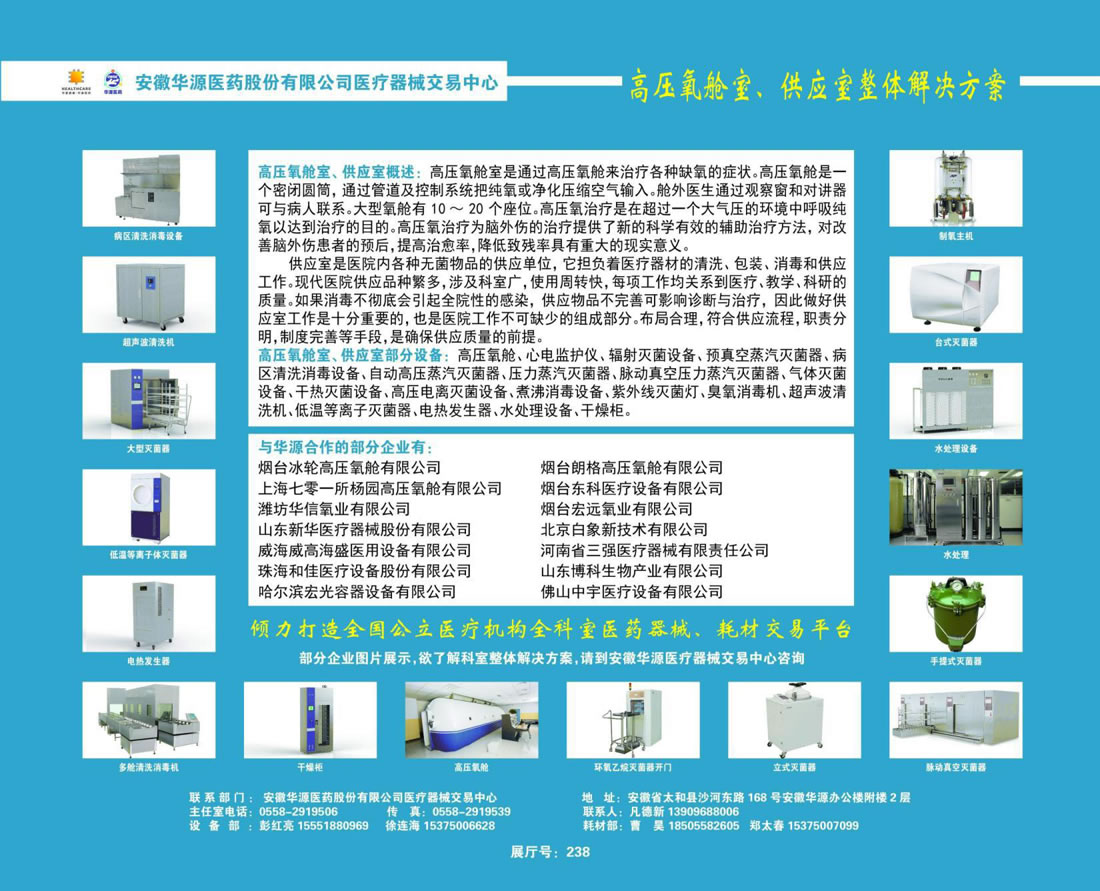 HEALTHCARE
华源医药
安徽华源医药股份有限公司医疗器械交易中心
高压氧舱室、供应室整体解决方案
病区清洗消毒设备
超声波清洗机
大型灭菌器
低温等离子体灭菌器
电热发生器
高压氧舱室、供应室概述：高压氧舱室是通过高压氧舱来治疗各种缺氧的症状。高压氧舱是一
个密闭圆筒，通过管道及控制系统把纯氧或净化压缩空气输入。舱外医生通过观察窗和对讲器
可与病人联系。大型氧舱有 10 ～ 20 个座位。高压氧治疗是在超过一个大气压的环境中呼吸纯
氧以达到治疗的目的。高压氧治疗为脑外伤的治疗提供了新的科学有效的辅助治疗方法，对改
善脑外伤患者的预后，提高治愈率，降低致残率具有重大的现实意义。
供应室是医院内各种无菌物品的供应单位，它担负着医疗器材的清洗、包装、消毒和供应
工作。现代医院供应品种繁多，涉及科室广，使用周转快，每项工作均关系到医疗、教学、科研的
质量。如果消毒不彻底会引起全院性的感染，供应物品不完善可影响诊断与治疗，因此做好供
应室工作是十分重要的，也是医院工作不可缺少的组成部分。布局合理，符合供应流程，职责分
明，制度完善等手段，是确保供应质量的前提。
高压氧舱室、供应室部分设备：高压氧舱、心电监护仪、辐射灭菌设备、预真空蒸汽灭菌器、病
区清洗消毒设备、自动高压蒸汽灭菌器、压力蒸汽灭菌器、脉动真空压力蒸汽灭菌器、气体灭菌
设备、干热灭菌设备、高压电离灭菌设备、煮沸消毒设备、紫外线灭菌灯、臭氧消毒机、超声波清
洗机、低温等离子灭菌器、电热发生器、水处理设备、干燥柜。
与华源合作的部分企业有：
烟台冰轮高压氧舱有限公司
烟台朗格高压氧舱有限公司
上海七零一所杨园高压氧舱有限公司
烟台东科医疗设备有限公司
潍坊华信氧业有限公司
烟台宏远氧业有限公司
山东新华医疗器械股份有限公司
北京白象新技术有限公司
威海威高海盛医用设备有限公司
河南省三强医疗器械有限责任公司
珠海和佳医疗设备股份有限公司
山东博科生物产业有限公司
哈尔滨宏光容器设备有限公司
佛山中宇医疗设备有限公司
制氧主机
台式灭菌器
水处理设备
水处理
手提式灭菌器
倾力打造全国公立医疗机构全科室医药器械、耗材交易平台
部分企业图片展示，欲了解科室整体解决方案，请到安徽华源医疗器械交易中心咨询
多舱清洗消毒机
干燥柜
高压氧舱
环氧乙烷灭菌器开门
立式灭菌器
脉动真空灭菌器
联系部门：安徽华源医药股份有限公司医疗器械交易中心
主任室电话：0558-2919506 传 真：0558-2919539
设 备 部：彭红亮 15551880969 徐连海 15375006628
地 址：安徽省太和县沙河东路 168 号安徽华源办公楼附楼 2 层
联系人：凡德新 13909688006
耗材部：曹 昊 18505582605 郑太春 15375007099
展厅号：238